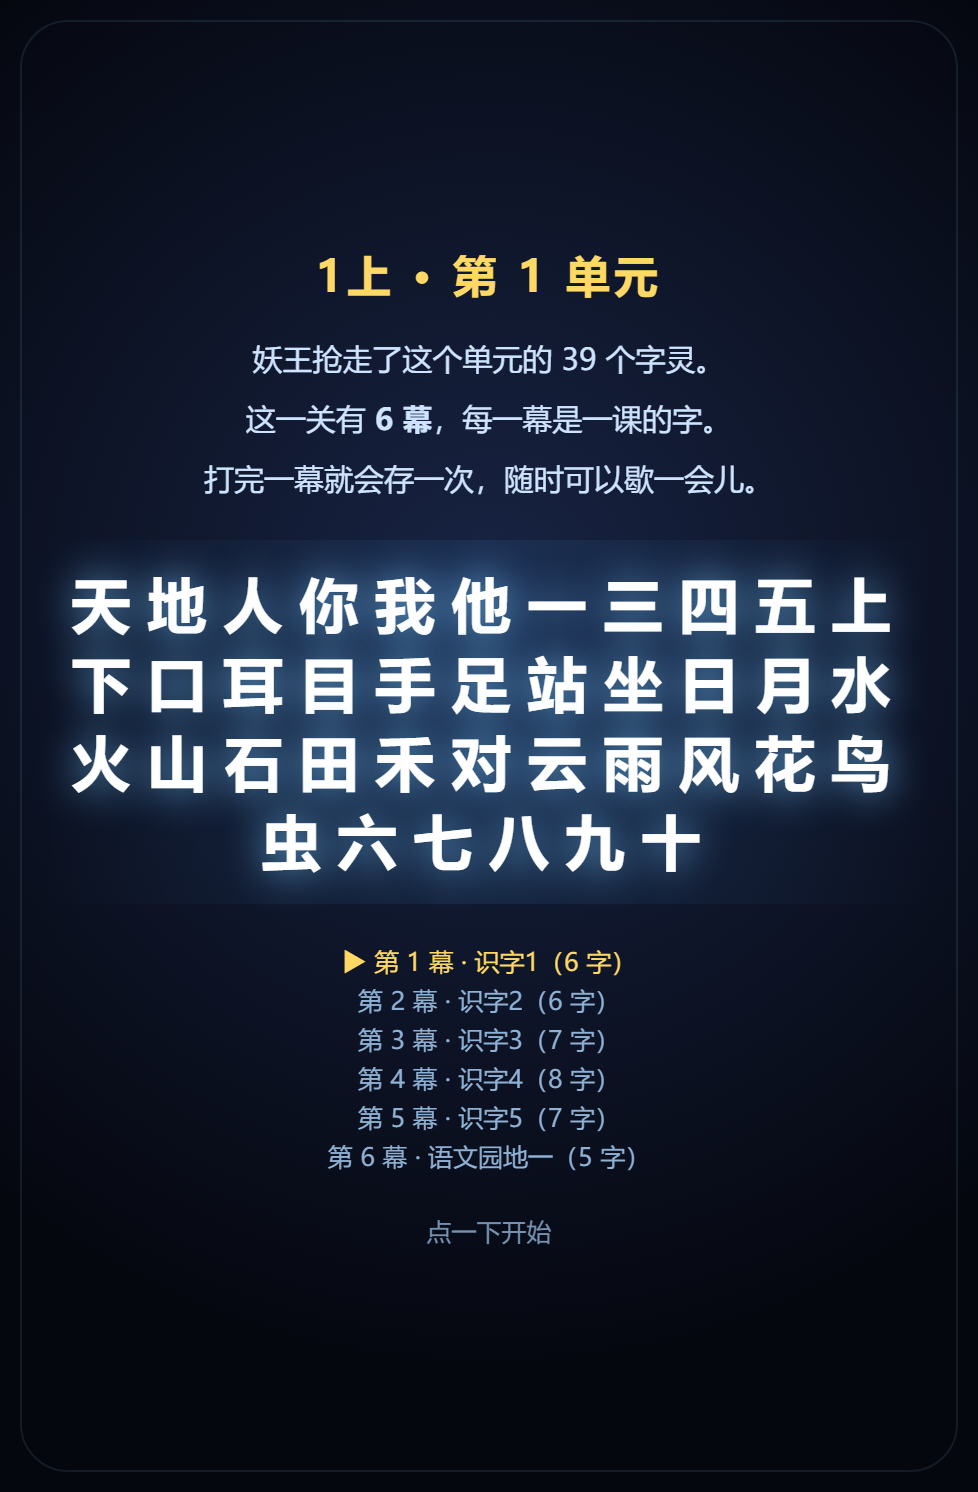 1上 · 第 1 单元
妖王抢走了这个单元的 39 个字灵。
这一关有 6 幕，每一幕是一课的字。
打完一幕就会存一次，随时可以歇一会儿。
天地人你我他一三四五上
下口耳目手足站坐日月水
火山石田禾对云雨风花鸟
虫六七八九十
▶ 第 1 幕 · 识字1（6 字）
第 2 幕 · 识字2（6 字）
第 3 幕 · 识字3（7 字）
第 4 幕 · 识字4（8 字）
第 5 幕 · 识字5（7 字）
第 6 幕 · 语文园地一（5 字）
点一下开始